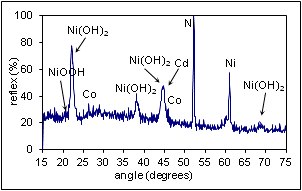 100
80
60
40
20
0
reflex (%)
Ni(OH)2
NiOOH
Co
Ni(OH)2
Ni(OH)2
Cd
Co
N
Ni
Ni(OH)2
15 20 25 30 35 40 45 50 55 60 65 70 75
angle (degrees)